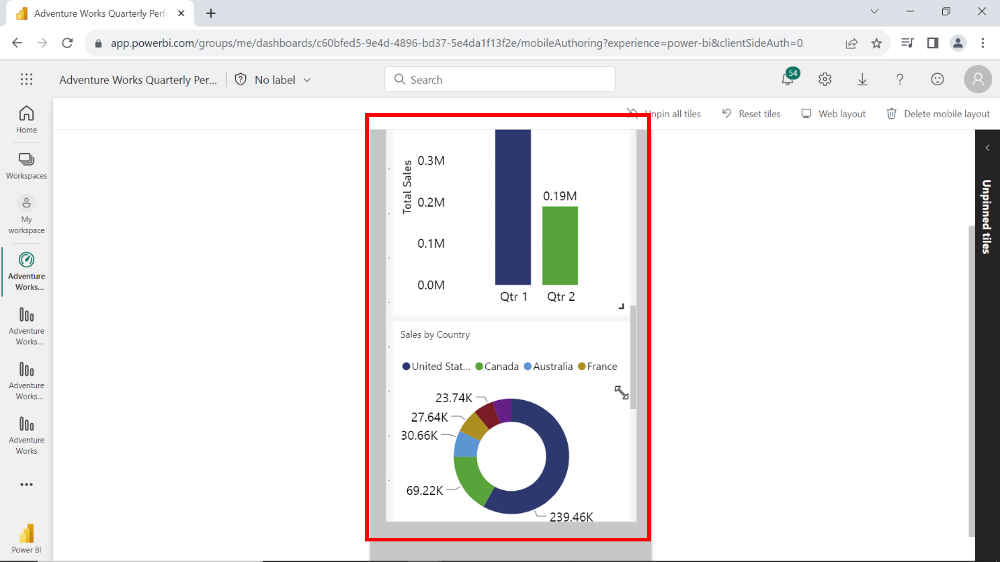 Adventure Works Quarterly Perfo
app.powerbi.com/groups/me/dashboards/c60bfed5-9e4d-4896-bd37-5e4da1f13f2e/mobileAuthoring?experience=power-bi&clientSideAuth=0
Adventure Works Quarterly Per...
No label
Search
54
Home
Workspaces
My
workspace
Adventure
Works...
Adventure
Works...
Adventure
Works...
Adventure
Works
Power BI
Unpin all tiles
Reset tiles
Web layout
Delete mobile layout
Total Sales
0.3M
0.2M
0.1M
0.0M
0.19M
Qtr 1
Qtr 2
Sales by Country
United Stat...
Canada
Australia
France
23.74K
27.64K
30.66K
69.22K
239.46K
Unpinned tiles